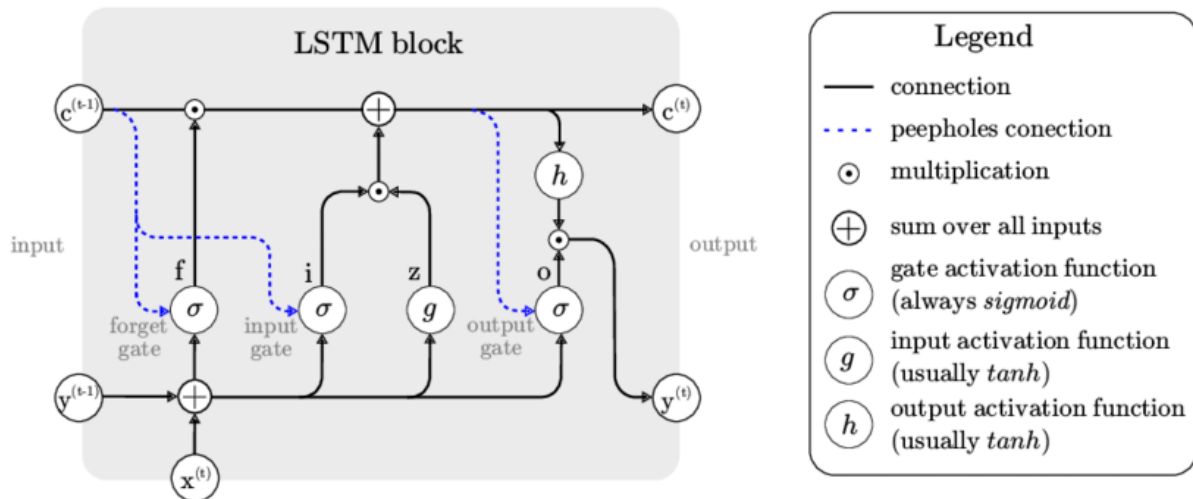 LSTM block
c(t-1)
c(t)
h
input
output
f
i
z
o
σ
σ
g
σ
forget
gate
input
gate
output
gate
y(t-1)
y(t)
x(t)
Legend
connection
peepholes conection
multiplication
sum over all inputs
σ
gate activation function
(always sigmoid)
g
input activation function
(usually tanh)
h
output activation function
(usually tanh)